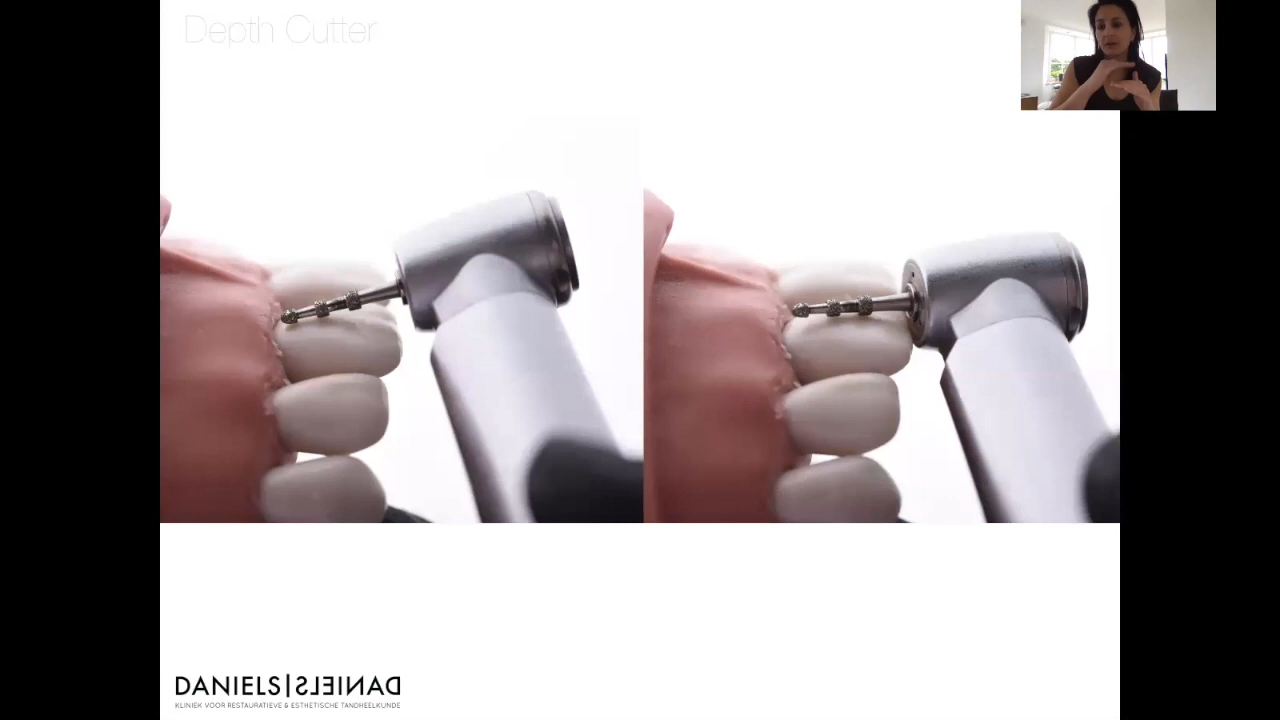 Depth Cutter
DANIELS|DANIELS
KLINIEK VOOR RESTAURATIEVE & ESTHETISCHE TANDHEELKUNDE